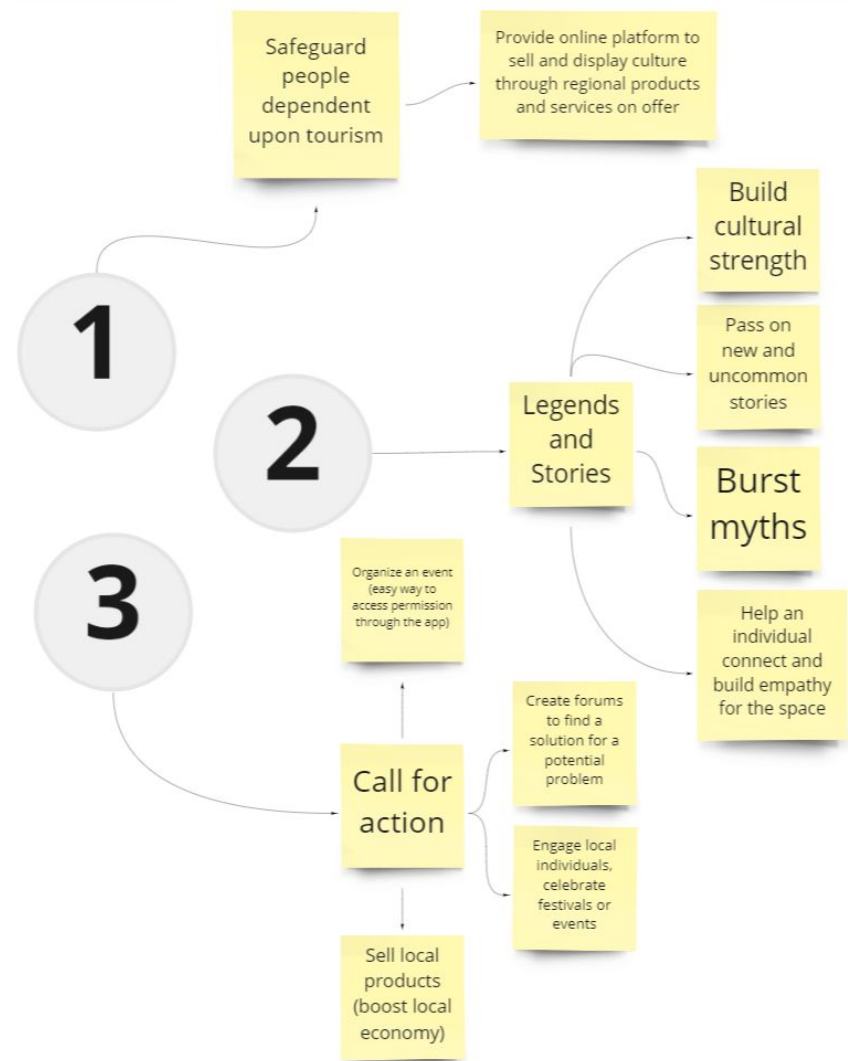 1
Safeguard
people
dependent
upon tourism
Provide online platform to
sell and display culture
through regional products
and services on offer
2
Legends
and
Stories
Build
cultural
strength
Pass on
new and
uncommon
stories
Burst
myths
Help an
individual
connect and
build empathy
for the space
3
Call for
action
Organize an event
(easy way to
access permission
through the app)
Create forums
to find a
solution for a
potential
problem
Engage local
individuals,
celebrate
festivals or
events
Sell local
products
(boost local
economy)